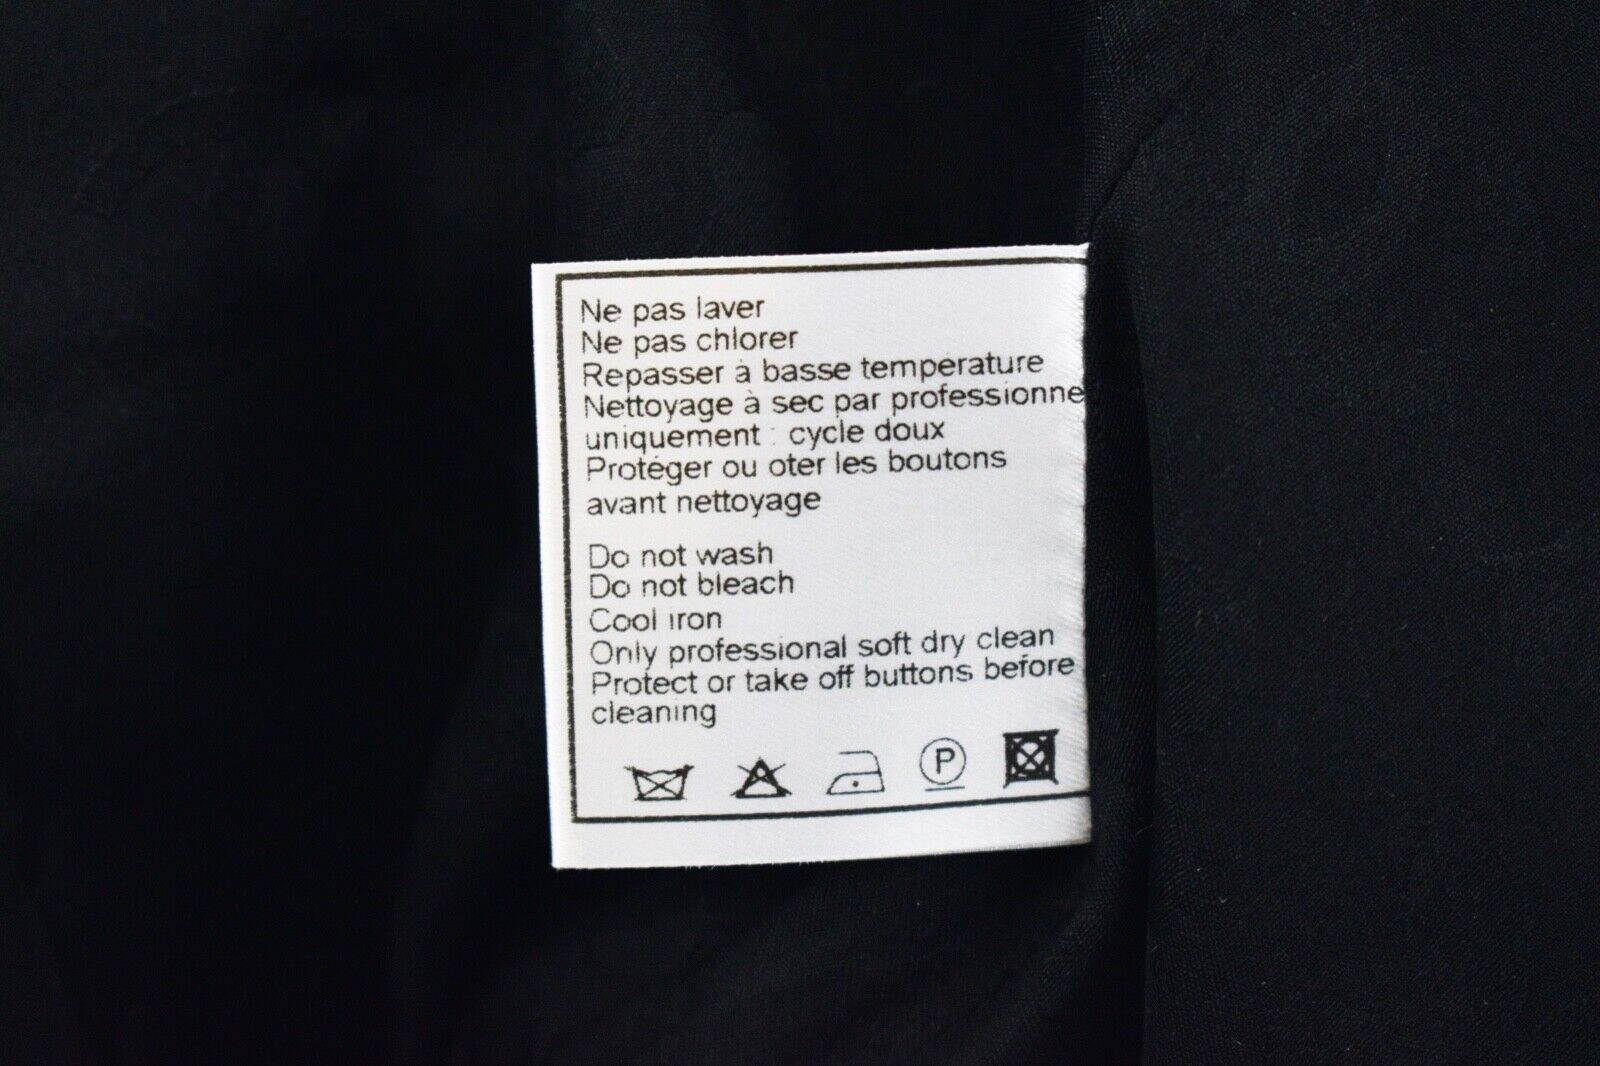 Ne pas laver
Ne pas chlorer
Repasser à basse température
Nettoyage à sec par professionne
uniquement : cycle doux
Protéger ou oter les boutons
avant nettoyage
Do not wash
Do not bleach
Cool iron
Only professional soft dry clean
Protect or take off buttons before
cleaning
P